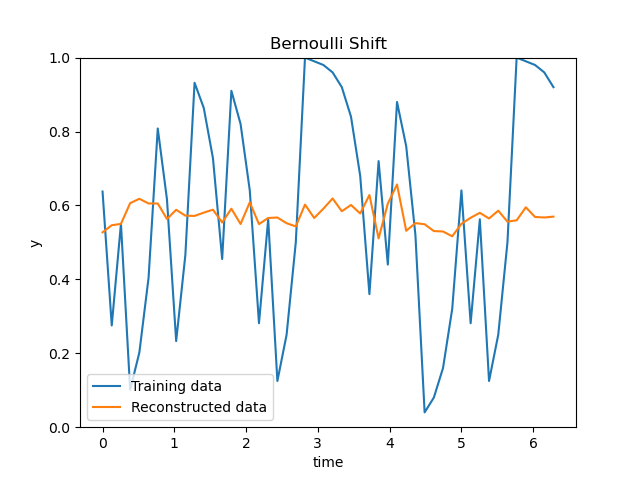 Bernoulli Shift
1.0
0.8
0.6
0.4
0.2
0.0
y
Training data
Reconstructed data
0 1 2 3 4 5 6
time